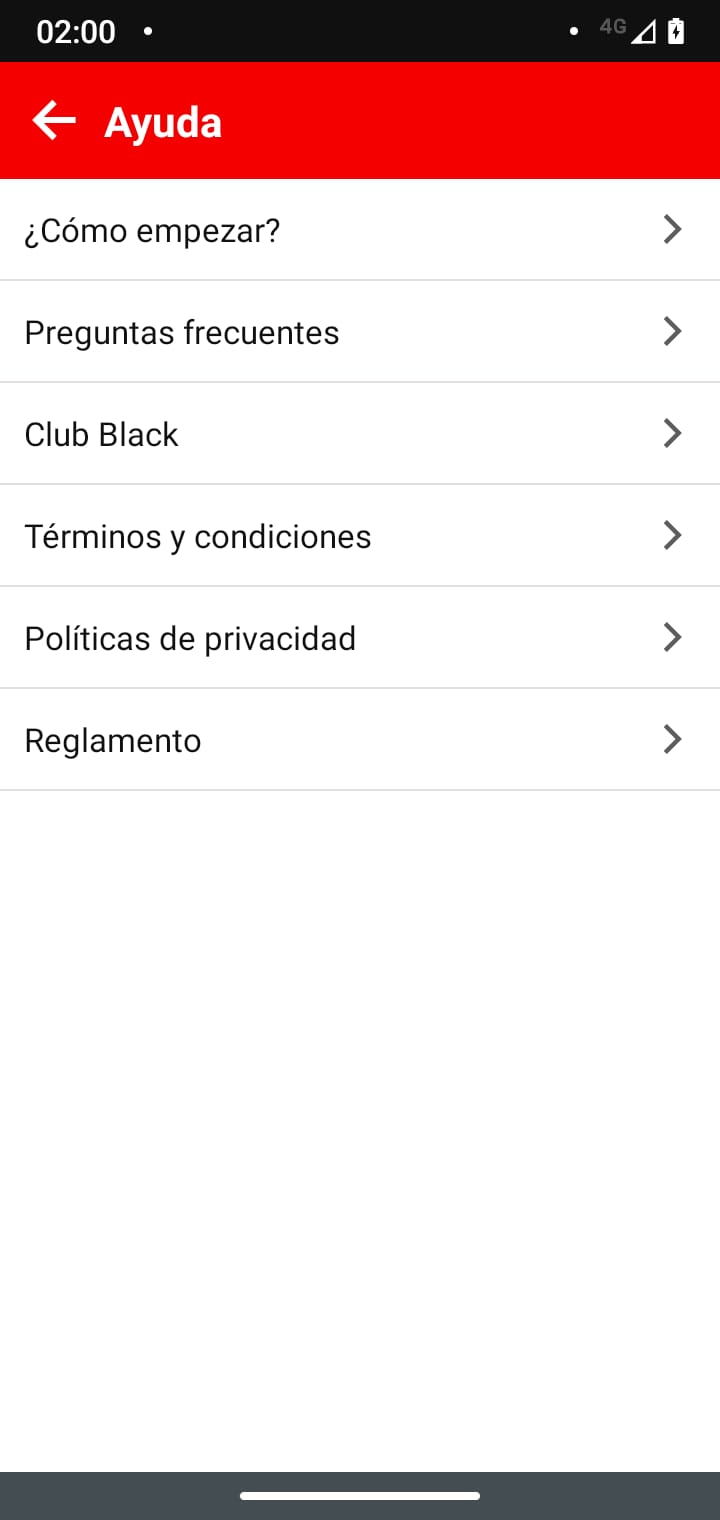 02:00
4G
Ayuda
¿Cómo empezar?
Preguntas frecuentes
Club Black
Términos y condiciones
Políticas de privacidad
Reglamento